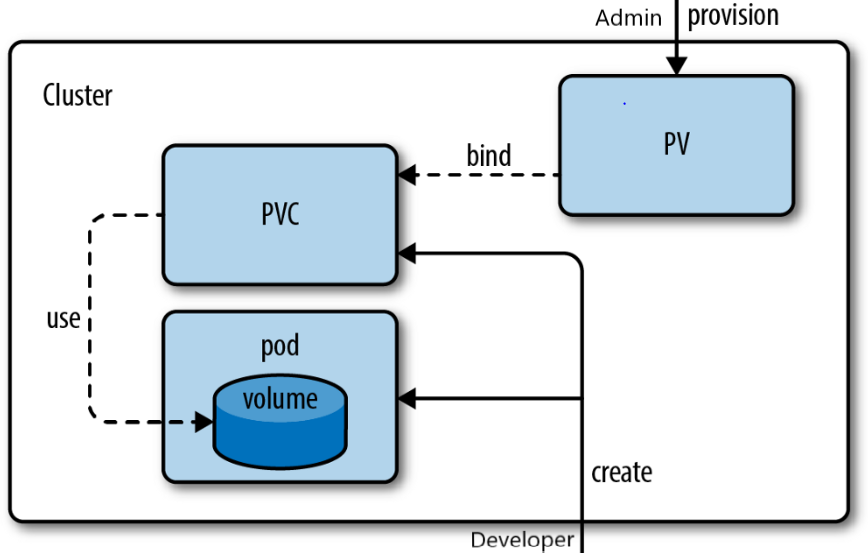 Admin
provision
Cluster
PV
bind
PVC
use
pod
volume
create
Developer